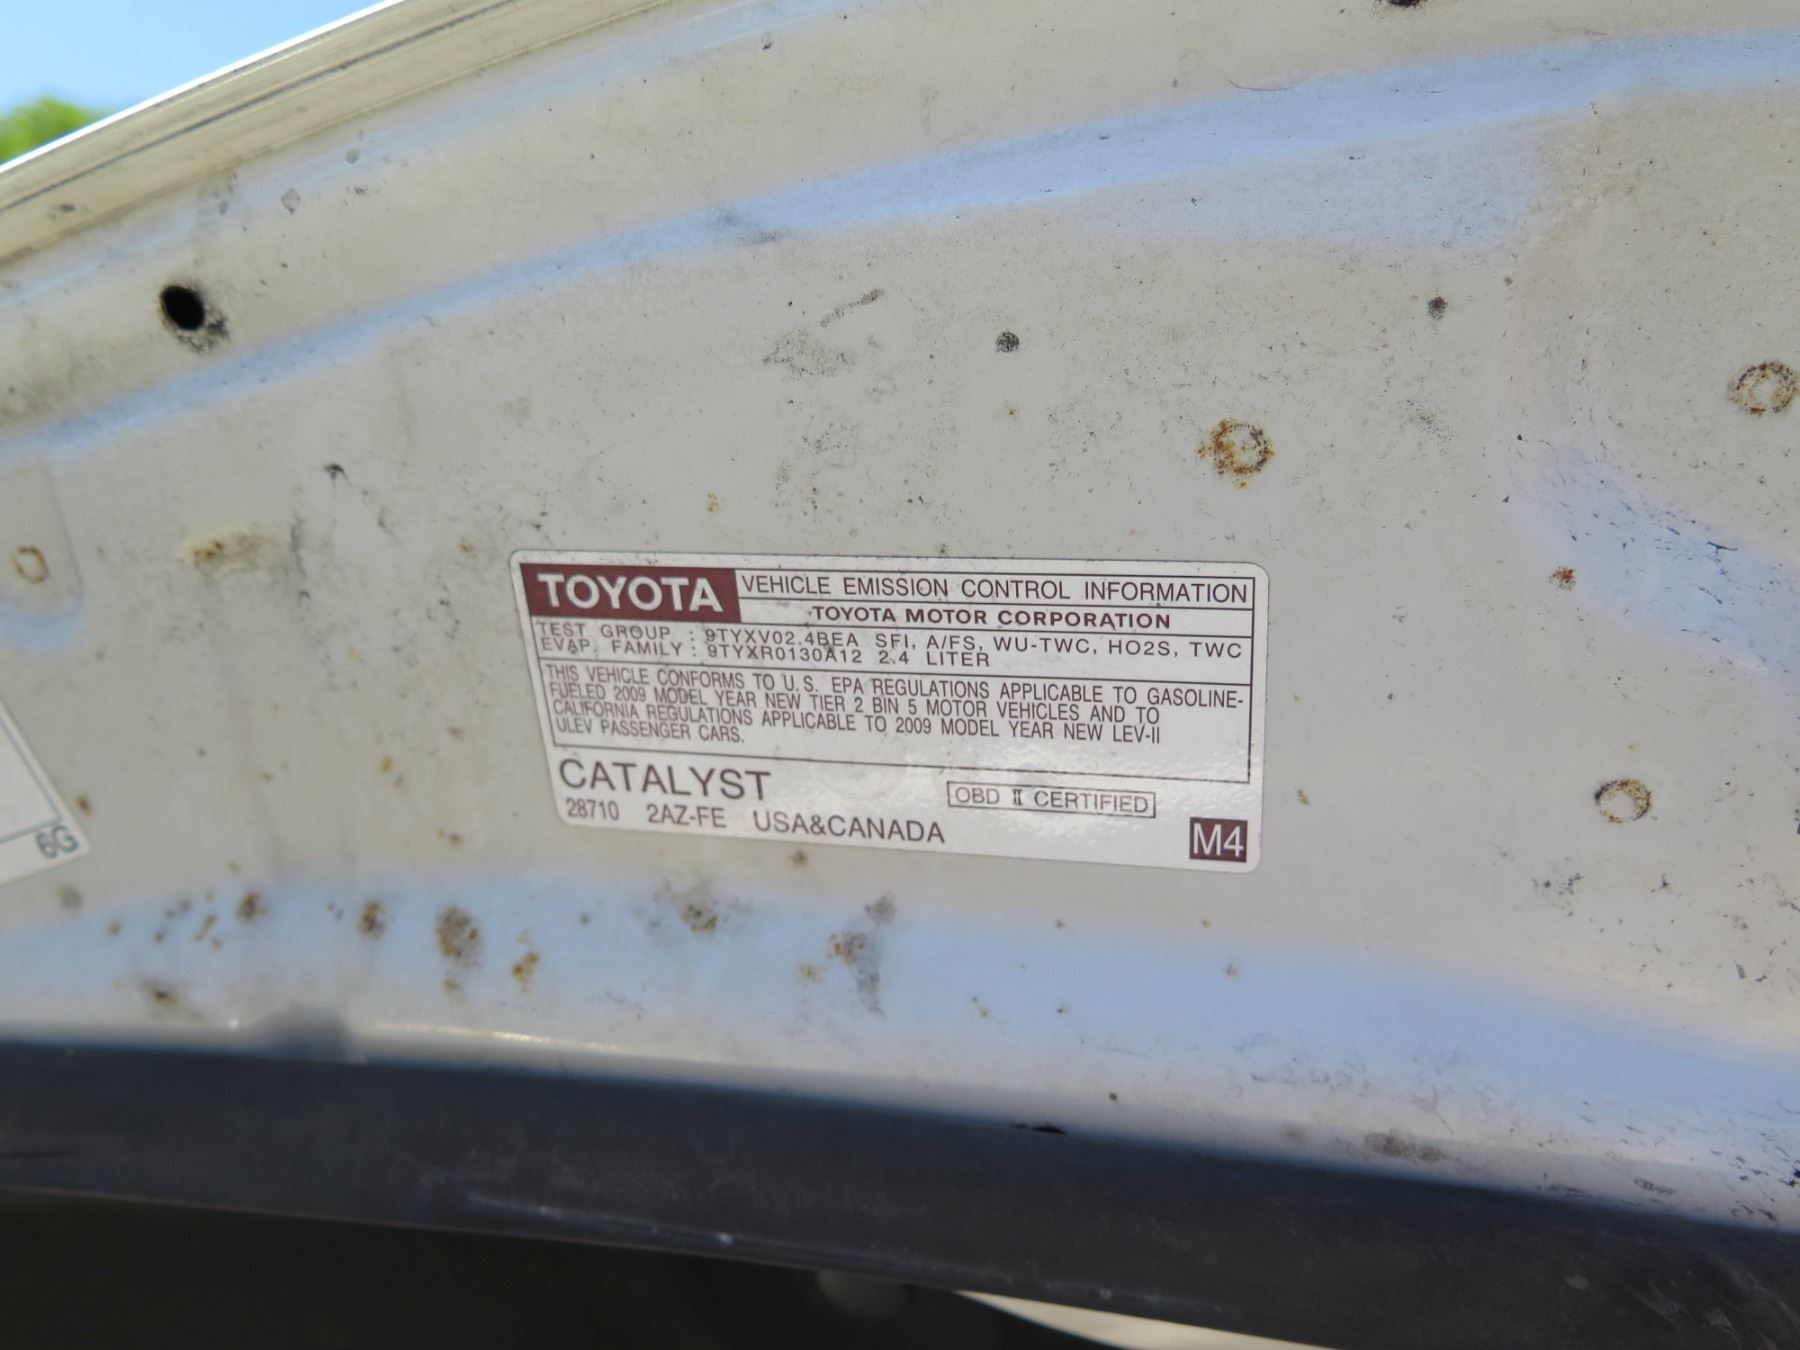 TOYOTA VEHICLE EMISSION CONTROL INFORMATION
TOYOTA MOTOR CORPORATION
TEST GROUP : 9TYXV02.4BEA SFI, A/FS, WU-TWC, HO2S, TWC
EVAP. FAMILY : 9TYXR0130A12 2.4 LITER
THIS VEHICLE CONFORMS TO U.S. EPA REGULATIONS APPLICABLE TO GASOLINE-
FUELED 2009 MODEL YEAR NEW TIER 2 BIN 5 MOTOR VEHICLES AND TO
CALIFORNIA REGULATIONS APPLICABLE TO 2009 MODEL YEAR NEW LEV-II
ULEV PASSENGER CARS.
CATALYST
OBD II CERTIFIED
28710 2AZ-FE USA&CANADA
M4
6G